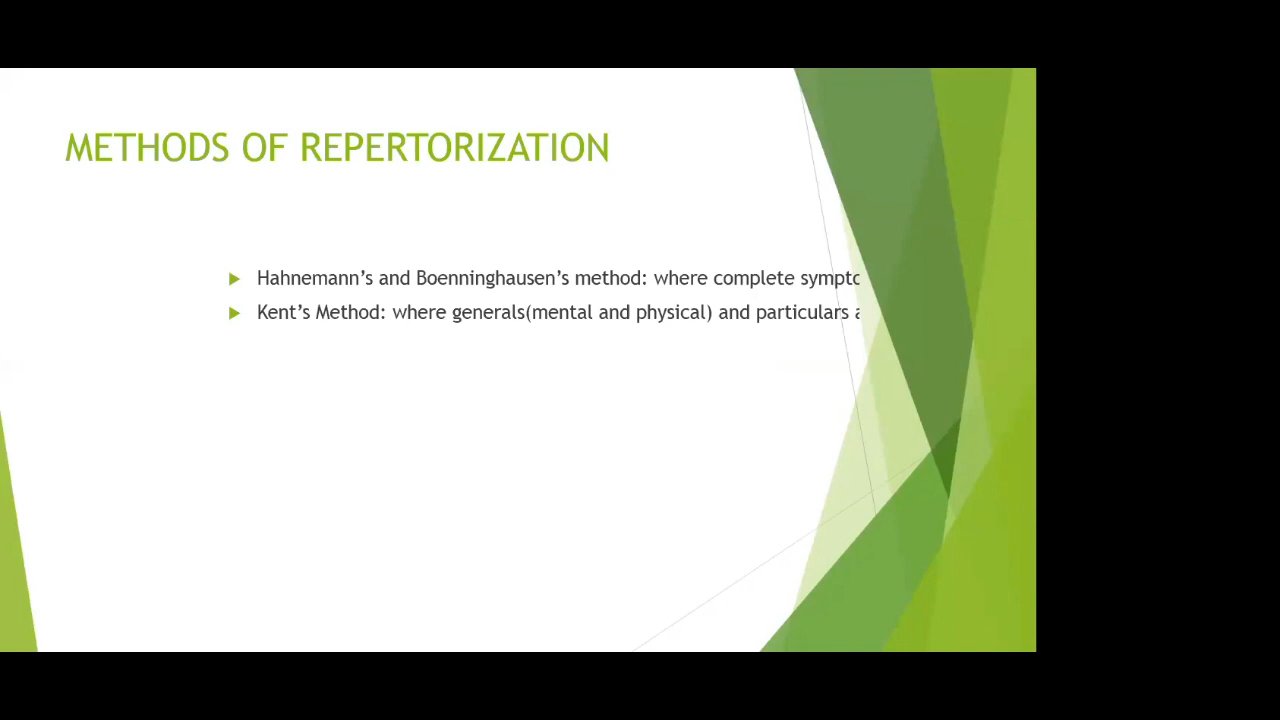 METHODS OF REPERTORIZATION
Hahnemann’s and Boenninghausen’s method: where complete
Kent’s Method: where generals(mental and physical) and particulars